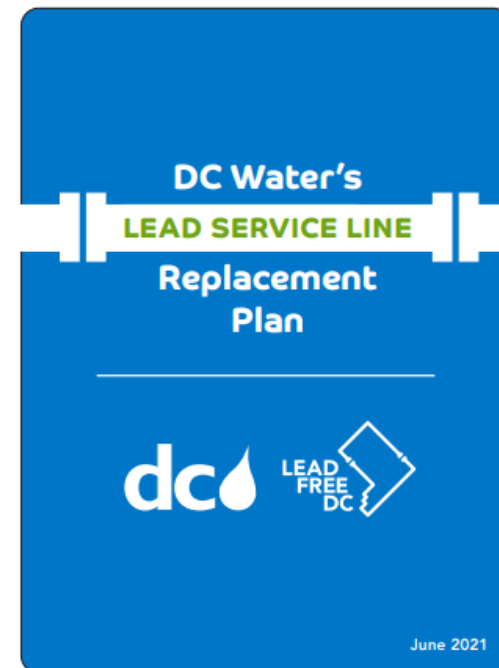 DC Water's
LEAD SERVICE LINE
Replacement
Plan
dc
LEAD
FREE
DC
June 2021